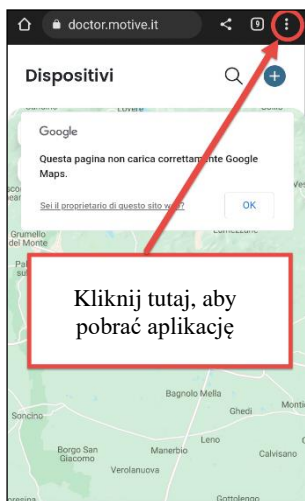 doctor.motive.it
9
Dispositivi
Google
Questa pagina non carica correttamente Google
Maps.
Sei il proprietario di questo sito web?
OK
Grumello
del Monte
Kliknij tutaj, aby
pobrać aplikację
Bagnolo Mella
Ghedi
Monti
Soncino
Leno
Borgo San
Giacomo
Manerbio
Calvisano
Verolanuova
Gottolengo